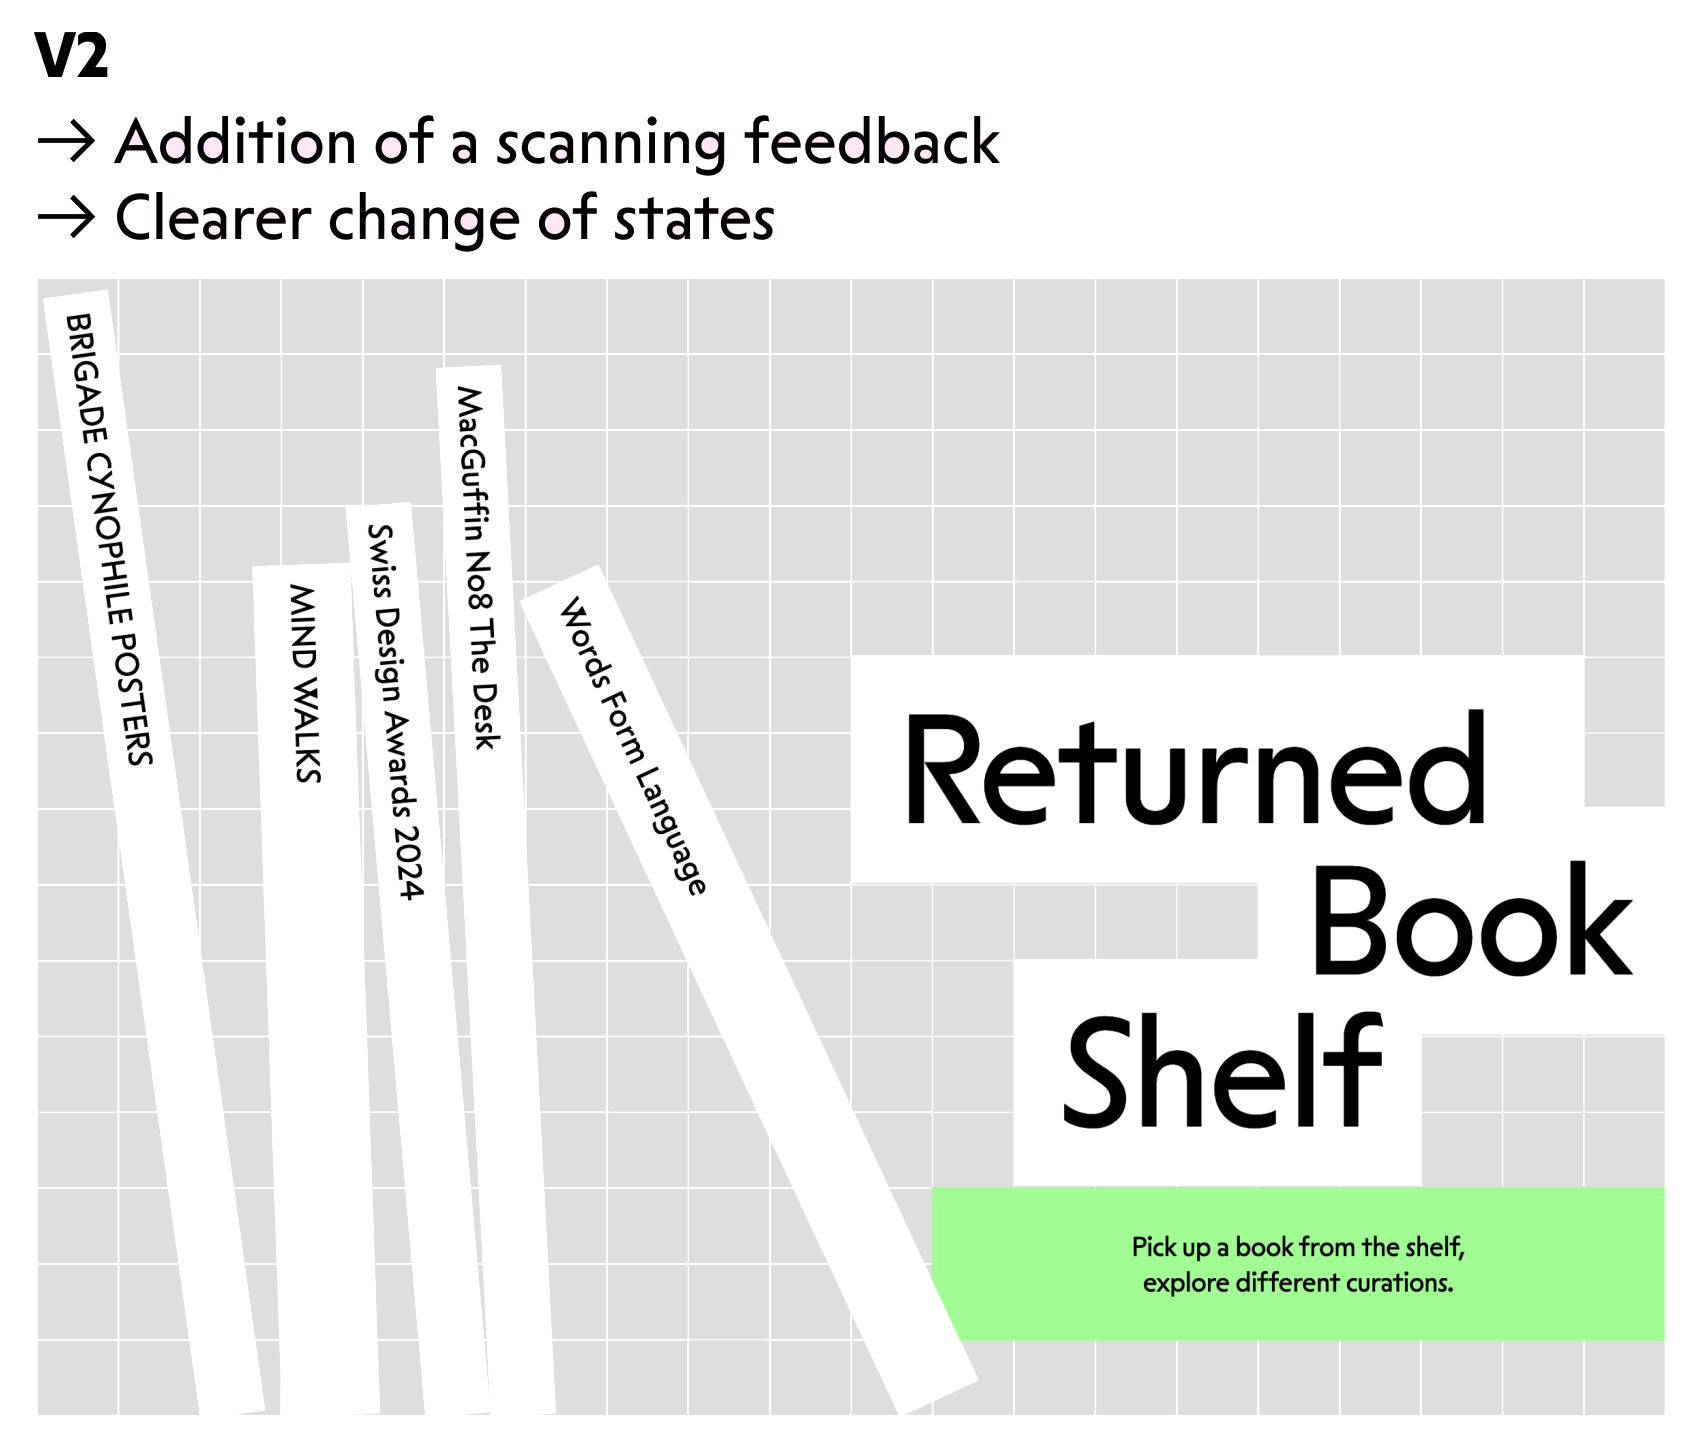 V2
→ Addition of a scanning feedback
→ Clearer change of states
BRIGADE CYNOPHILE POSTERS
MIND WALKS
Swiss Design Awards 2024
MacGuffin No8 The Desk
Words Form Language
Returned
Book
Shelf
Pick up a book from the shelf,
explore different curations.